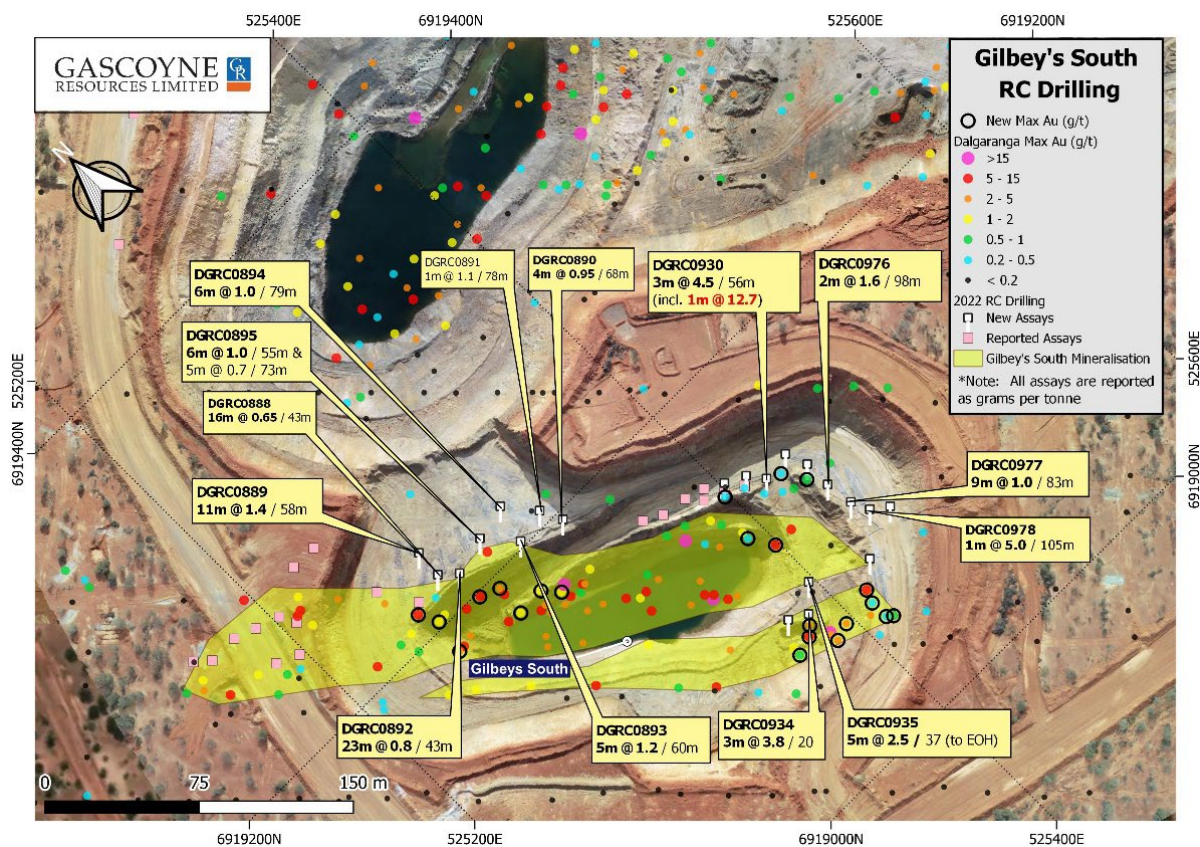 525400E
6919400N
525600E
6919200N
GASCOYNE
RESOURCES LIMITED
GR
N
Gilbey's South
RC Drilling
New Max Au (g/t)
Dalgaranga Max Au (g/t)
>15
5 - 15
2 - 5
1 - 2
0.5 - 1
0.2 - 0.5
< 0.2
2022 RC Drilling
New Assays
Reported Assays
Gilbey's South Mineralisation
*Note: All assays are reported
as grams per tonne
DGRC0894
6m @ 1.0 / 79m
DGRC0891
1m @ 1.1 / 78m
DGRC0890
4m @ 0.95 / 68m
DGRC0930
3m @ 4.5 / 56m
(incl. 1m @ 12.7)
DGRC0976
2m @ 1.6 / 98m
DGRC0895
6m @ 1.0 / 55m &
5m @ 0.7 / 73m
DGRC0888
16m @ 0.65 / 43m
DGRC0889
11m @ 1.4 / 58m
DGRC0977
9m @ 1.0 / 83m
DGRC0978
1m @ 5.0 / 105m
525200E
6919400N
525600E
6919000N
Gilbeys South
DGRC0892
23m @ 0.8 / 43m
DGRC0893
5m @ 1.2 / 60m
DGRC0934
3m @ 3.8 / 20
DGRC0935
5m @ 2.5 / 37 (to EOH)
0 75 150 m
6919200N
525200E
6919000N
525400E